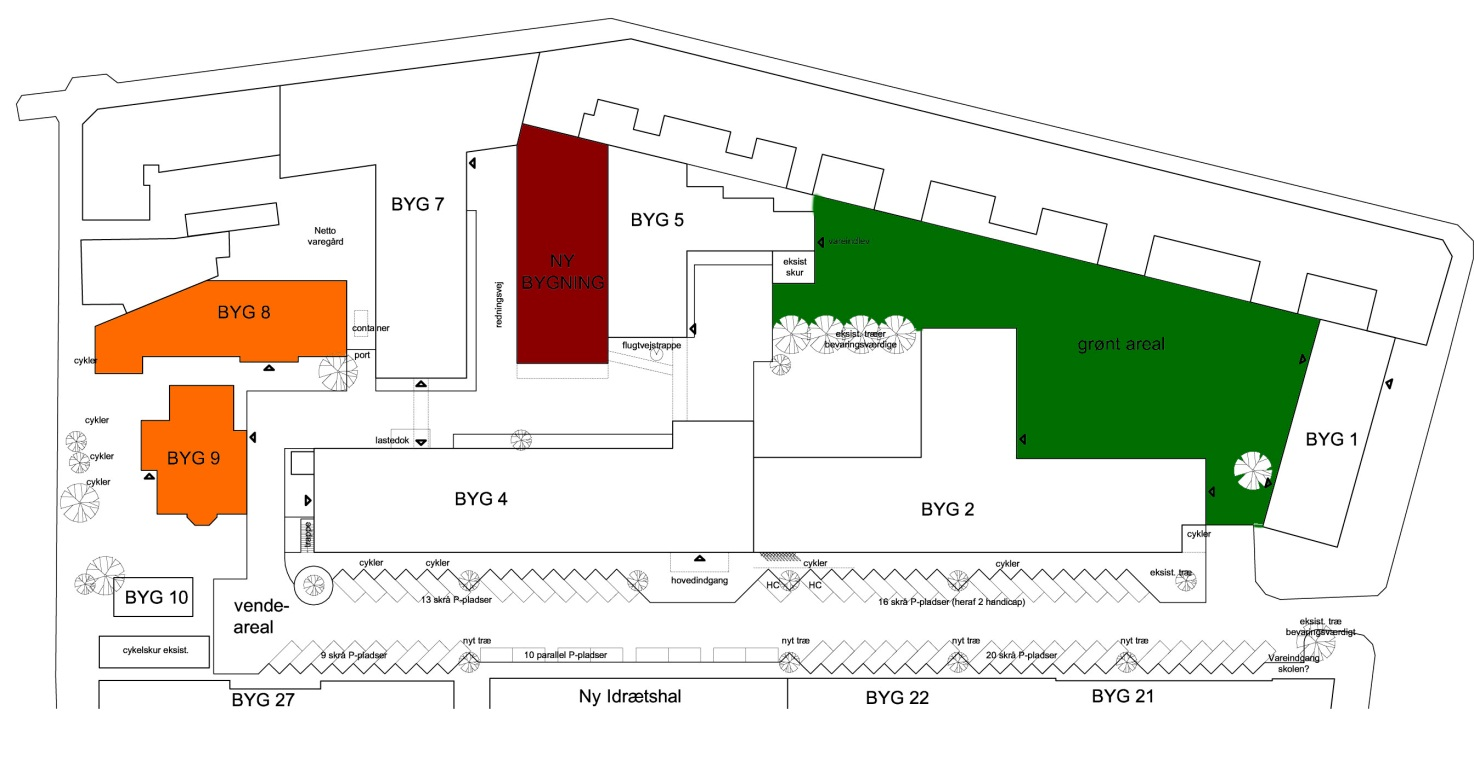 BYG 7
BYG 5
Netto
varegård
vareindlev
eksist
skur
NY
BYGNING
redningsvej
BYG 8
container
port
cykler
flugtvejstrappe
eksist. træer
bevaringsværdige
grønt areal
cykler
cykler
cykler
BYG 9
lastedok
BYG 1
BYG 4
BYG 2
trappe
cykler
cykler
cykler
hovedindgang
cykler
cykler
eksist. træ
HC
HC
BYG 10
13 skrå P-pladser
16 skrå P-pladser (heraf 2 handicap)
vende-
areal
eksist. træ
bevaringsværdigt
cykelskur eksist.
nyt træ
nyt træ
nyt træ
nyt træ
9 skrå P-pladser
10 parallel P-pladser
20 skrå P-pladser
Vareindgang
skolen?
BYG 27
Ny Idrætshal
BYG 22
BYG 21